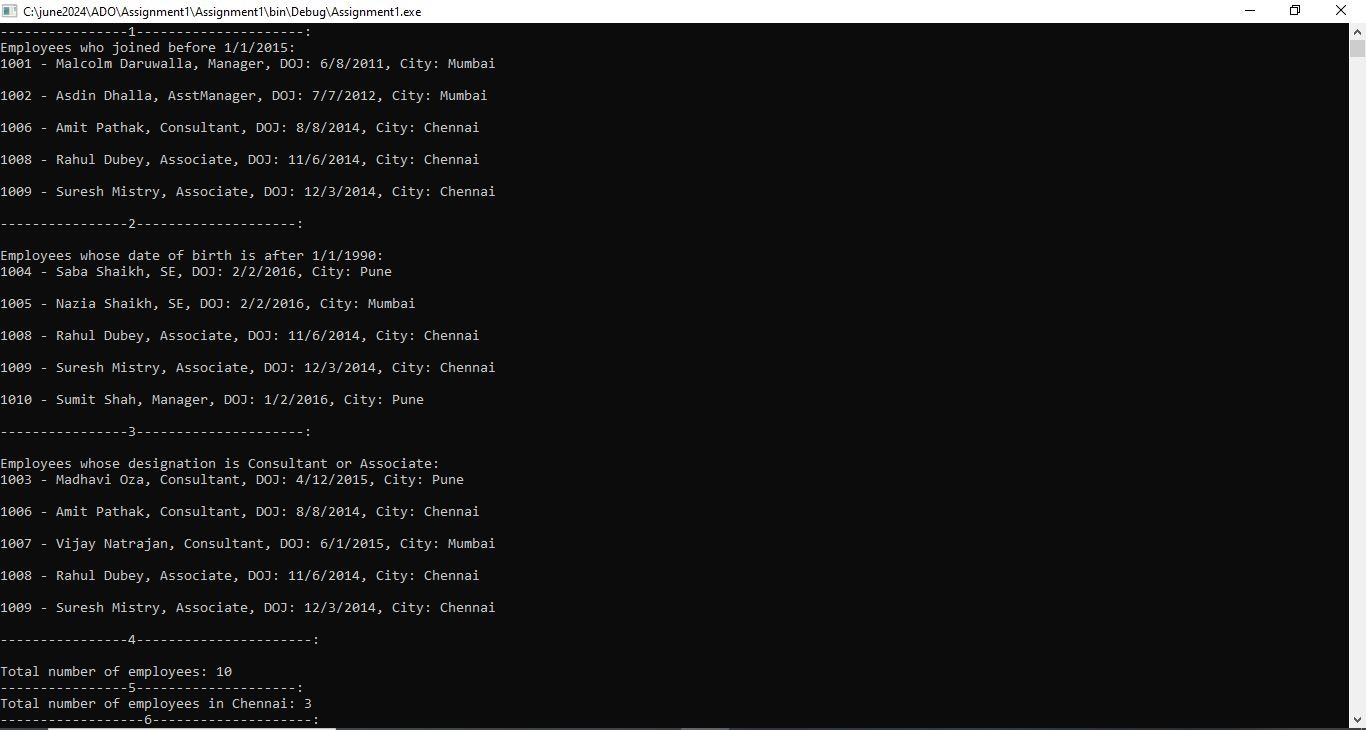 C:\june2024\ADO\Assignment1\Assignment1\bin\Debug\Assignment1.exe
----------------1---------------------:
Employees who joined before 1/1/2015:
1001 - Malcolm Daruwalla, Manager, DOJ: 6/8/2011, City: Mumbai
1002 - Asdin Dhalla, AsstManager, DOJ: 7/7/2012, City: Mumbai
1006 - Amit Pathak, Consultant, DOJ: 8/8/2014, City: Chennai
1008 - Rahul Dubey, Associate, DOJ: 11/6/2014, City: Chennai
1009 - Suresh Mistry, Associate, DOJ: 12/3/2014, City: Chennai
----------------2--------------------:
Employees whose date of birth is after 1/1/1990:
1004 - Saba Shaikh, SE, DOJ: 2/2/2016, City: Pune
1005 - Nazia Shaikh, SE, DOJ: 2/2/2016, City: Mumbai
1008 - Rahul Dubey, Associate, DOJ: 11/6/2014, City: Chennai
1009 - Suresh Mistry, Associate, DOJ: 12/3/2014, City: Chennai
1010 - Sumit Shah, Manager, DOJ: 1/2/2016, City: Pune
----------------3---------------------:
Employees whose designation is Consultant or Associate:
1003 - Madhavi Oza, Consultant, DOJ: 4/12/2015, City: Pune
1006 - Amit Pathak, Consultant, DOJ: 8/8/2014, City: Chennai
1007 - Vijay Natrajan, Consultant, DOJ: 6/1/2015, City: Mumbai
1008 - Rahul Dubey, Associate, DOJ: 11/6/2014, City: Chennai
1009 - Suresh Mistry, Associate, DOJ: 12/3/2014, City: Chennai
----------------4----------------------:
Total number of employees: 10
----------------5--------------------:
Total number of employees in Chennai: 3
------------------6--------------------: